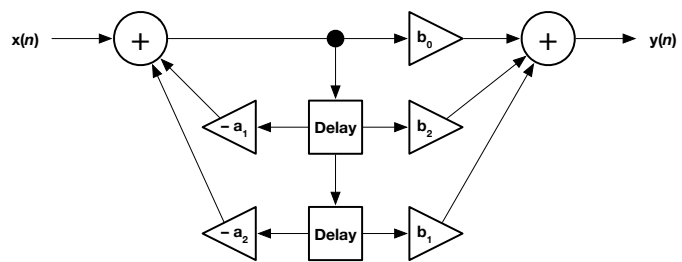 x(n) + b₀ + y(n)
− a₁ Delay b₂
− a₂ Delay b₁